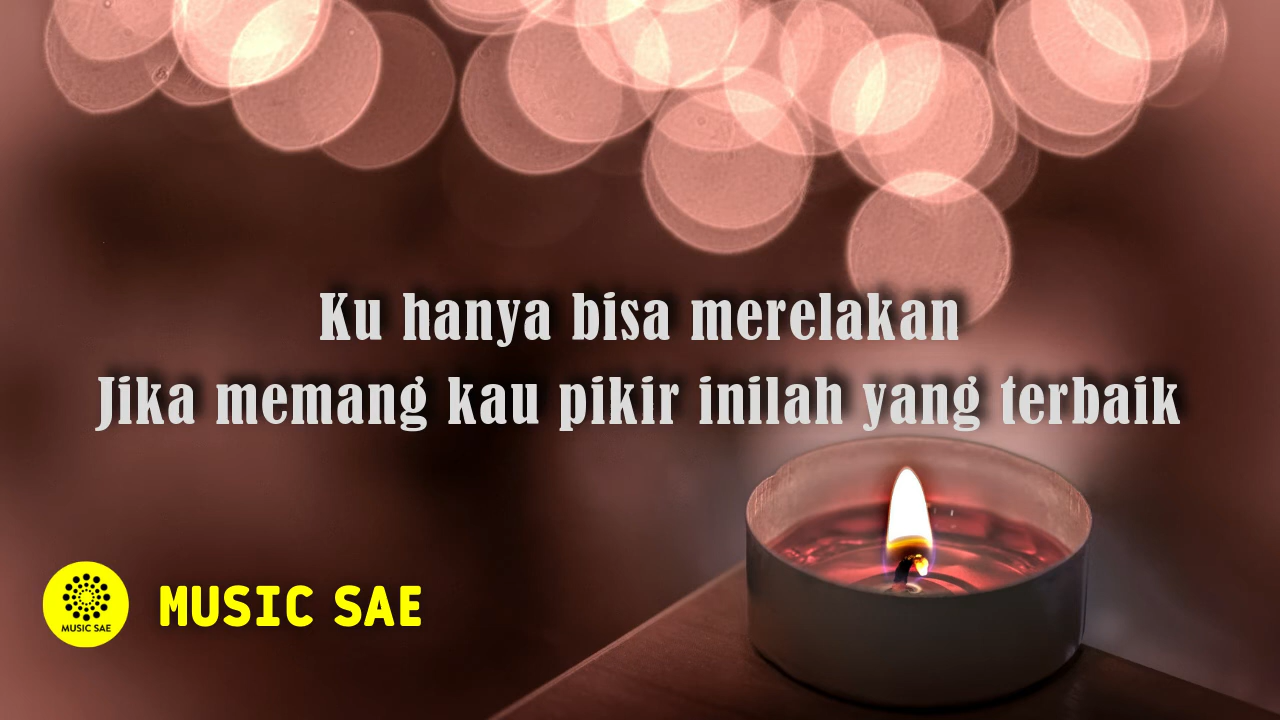 Ku hanya bisa merelakan
Jika memang kau pikir inilah yang terbaik
MUSIC SAE
MUSIC SAE